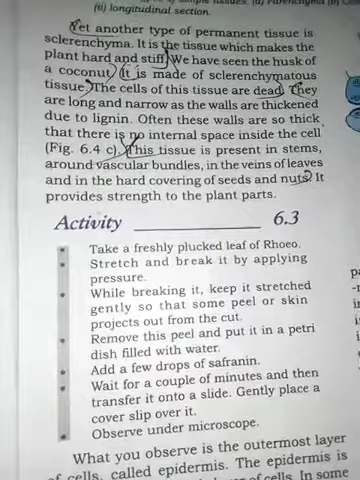 of simple tissues: (a) Parenchyma (b)
(ii) longitudinal section.
Yet another type of permanent tissue is
sclerenchyma. It is the tissue which makes the
plant hard and stiff. We have seen the husk of
a coconut. It is made of sclerenchymatous
tissue. The cells of this tissue are dead. They
are long and narrow as the walls are thickened
due to lignin. Often these walls are so thick
that there is no internal space inside the cell
(Fig. 6.4 c). This tissue is present in stems,
around vascular bundles, in the veins of leaves
and in the hard covering of seeds and nuts. It
provides strength to the plant parts.
Activity 6.3
• Take a freshly plucked leaf of Rhoeo.
• Stretch and break it by applying
pressure.
• While breaking it, keep it stretched
gently so that some peel or skin
projects out from the cut.
• Remove this peel and put it in a petri
dish filled with water.
• Add a few drops of safranin.
• Wait for a couple of minutes and then
transfer it onto a slide. Gently place a
cover slip over it.
• Observe under microscope.
What you observe is the outermost layer
of cells, called epidermis. The epidermis is
of cells. In some